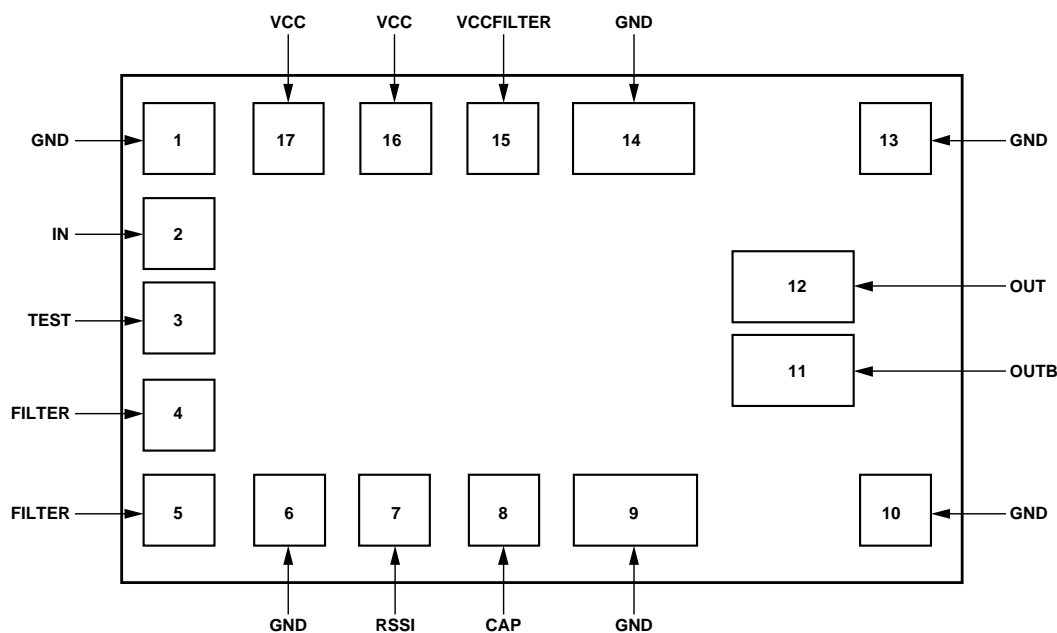 VCC VCC VCCFILTER GND
GND 1 17 16 15 14 13 GND
IN 2
12 OUT
TEST 3
11 OUTB
FILTER 4
FILTER 5 6 7 8 9 10 GND
GND RSSI CAP GND